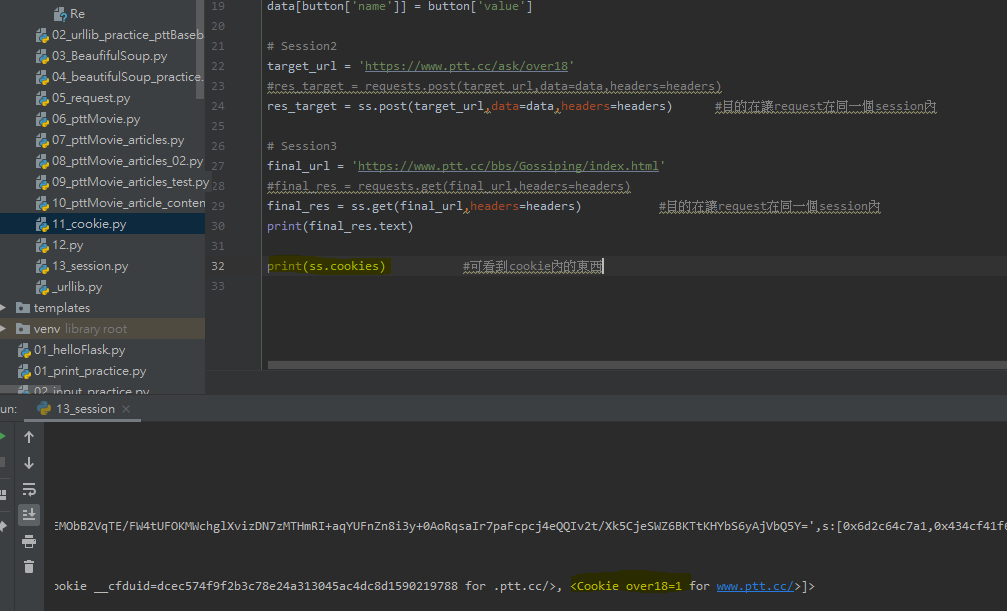 Re
02_urllib_practice_pttBaseb
03_BeaufifulSoup.py
04_beautifulSoup_practice.
05_request.py
06_pttMovie.py
07_pttMovie_articles.py
08_pttMovie_articles_02.py
09_pttMovie_articles_test.py
10_pttMovie_article_conten
11_cookie.py
12.py
13_session.py
_urllib.py
templates
venv library root
01_helloFlask.py
01_print_practice.py
02_input_practice.py
19 data[button['name']] = button['value']
20
21 # Session2
22 target_url = 'https://www.ptt.cc/ask/over18'
23 #res_target = requests.post(target_url,data=data,headers=headers)
24 res_target = ss.post(target_url,data=data,headers=headers) #目的在讓request在同一個session內
25
26 # Session3
27 final_url = 'https://www.ptt.cc/bbs/Gossiping/index.html'
28 #final_res = requests.get(final_url,headers=headers)
29 final_res = ss.get(final_url,headers=headers) #目的在讓request在同一個session內
30 print(final_res.text)
31
32 print(ss.cookies) #可看到cookie內的東西
33
un: 13_session ×
EMObB2VqTE/FW4tUFOKMWchglXvizDN7zMTHmRI+aqYUFnZn8i3y+0AoRqsaIr7paFcpcj4eQQIv2t/Xk5CjeSWZ6BKTtKHYbS6yAjVbQ5Y=',s:[0x6d2c64c7a1,0x434cf41f6
ookie __cfduid=dcec574f9f2b3c78e24a313045ac4dc8d1590219788 for .ptt.cc/>, <Cookie over18=1 for www.ptt.cc/>]>